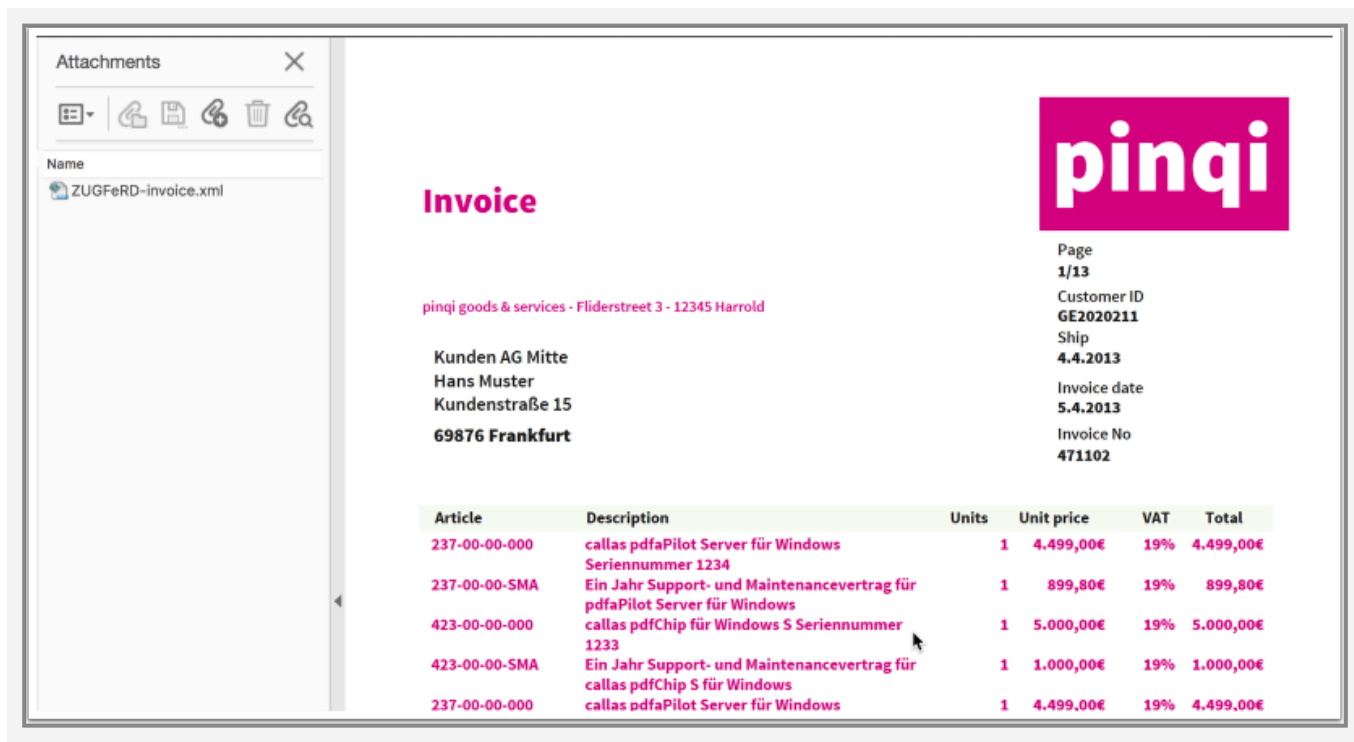 Attachments
Name
ZUGFeRD-invoice.xml
pinqi
Invoice
Page
1/13
pinqi goods & services - Fliderstreet 3 - 12345 Harrold
Customer ID
GE2020211
Ship
4.4.2013
Kunden AG Mitte
Hans Muster
Kundenstraße 15
69876 Frankfurt
Invoice date
5.4.2013
Invoice No
471102
Article Description Units Unit price VAT Total
237-00-00-000 callas pdfaPilot Server für Windows 1 4.499,00€ 19% 4.499,00€
Seriennummer 1234
237-00-00-SMA Ein Jahr Support- und Maintenancevertrag für 1 899,80€ 19% 899,80€
pdfaPilot Server für Windows
423-00-00-000 callas pdfChip für Windows S Seriennummer 1 5.000,00€ 19% 5.000,00€
1233
423-00-00-SMA Ein Jahr Support- und Maintenancevertrag für 1 1.000,00€ 19% 1.000,00€
callas pdfChip S für Windows
237-00-00-000 callas pdfaPilot Server für Windows 1 4.499,00€ 19% 4.499,00€